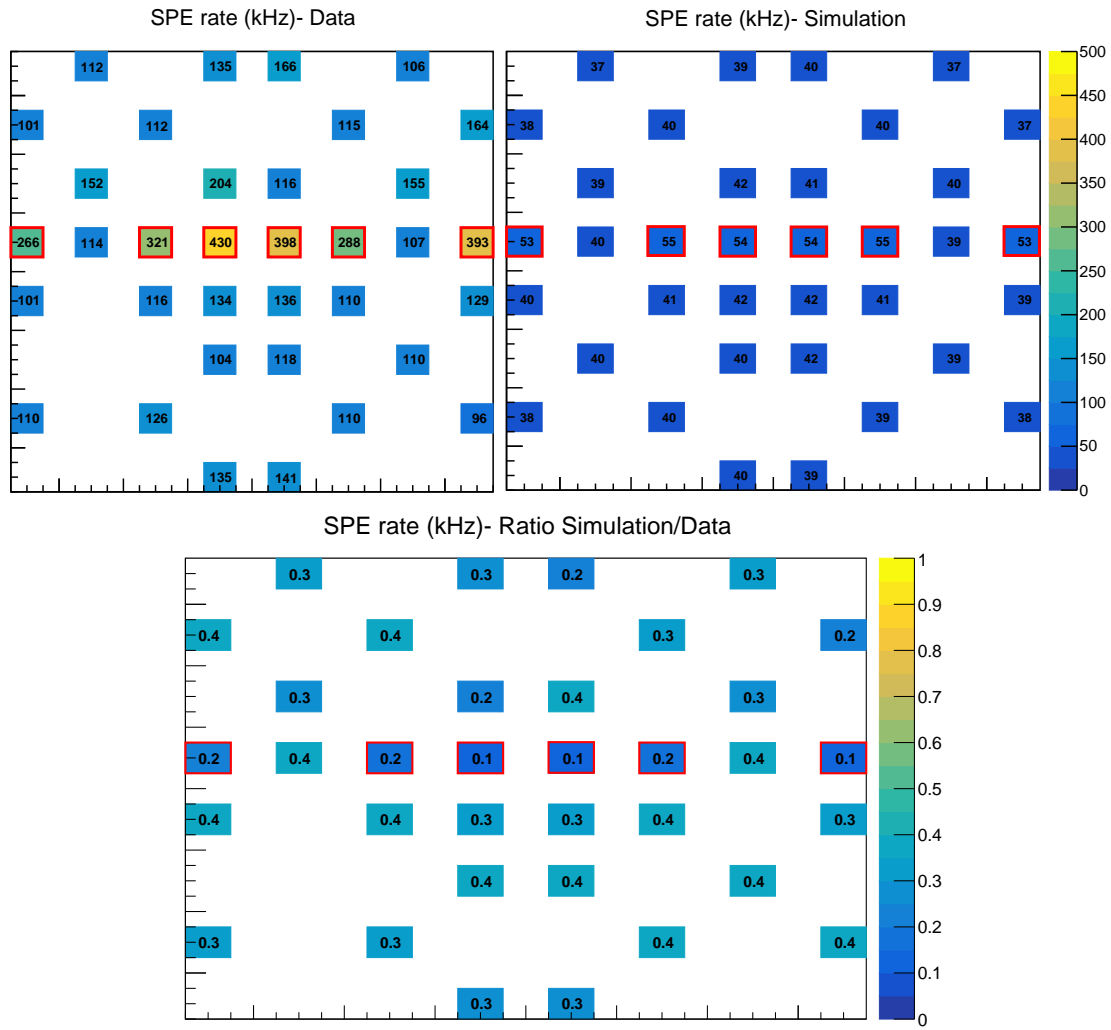 SPE rate (kHz)- Data
112 135 166 106
101 112 115 164
152 204 116 155
266 114 321 430 398 288 107 393
101 116 134 136 110 129
104 118 110
110 126 110 96
135 141
SPE rate (kHz)- Simulation
37 39 40 37
38 40 40 37
39 42 41 40
53 40 55 54 54 55 39 53
40 41 42 42 41 39
40 40 42 39
38 40 39 38
40 39
500
450
400
350
300
250
200
150
100
50
0
SPE rate (kHz)- Ratio Simulation/Data
0.3 0.3 0.2 0.3
0.4 0.4 0.3 0.2
0.3 0.2 0.4 0.3
0.2 0.4 0.2 0.1 0.1 0.2 0.4 0.1
0.4 0.4 0.3 0.3 0.4 0.3
0.4 0.4 0.4
0.3 0.3 0.4 0.4
0.3 0.3
1
0.9
0.8
0.7
0.6
0.5
0.4
0.3
0.2
0.1
0